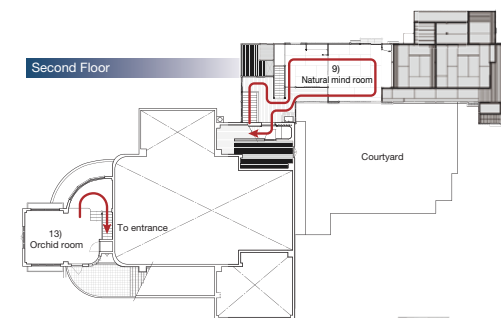 Second Floor
9)
Natural mind room
Courtyard
To entrance
13)
Orchid room